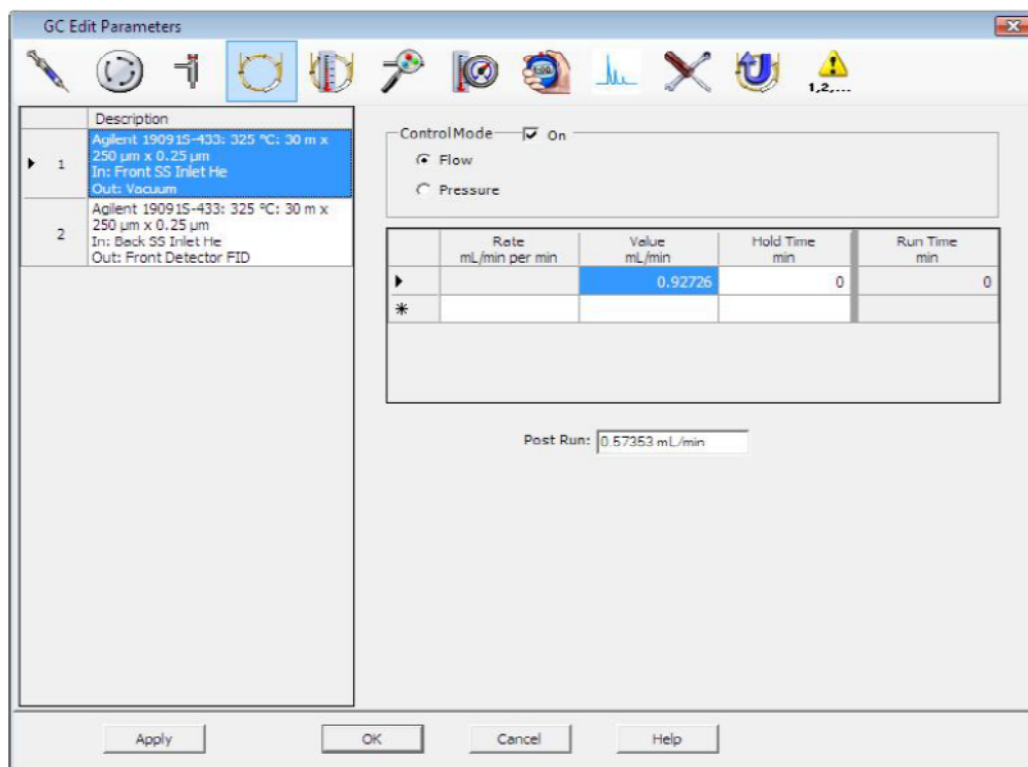 GC Edit Parameters
1,2,...
Description
1
Agilent 19091S-433: 325 °C: 30 m x
250 µm x 0.25 µm
In: Front SS Inlet He
Out: Vacuum
2
Agilent 19091S-433: 325 °C: 30 m x
250 µm x 0.25 µm
In: Back SS Inlet He
Out: Front Detector FID
Control Mode On
Flow
Pressure
Rate Value Hold Time Run Time
mL/min per min mL/min min min
0.92726 0 0
Post Run: 0.57353 mL/min
Apply OK Cancel Help